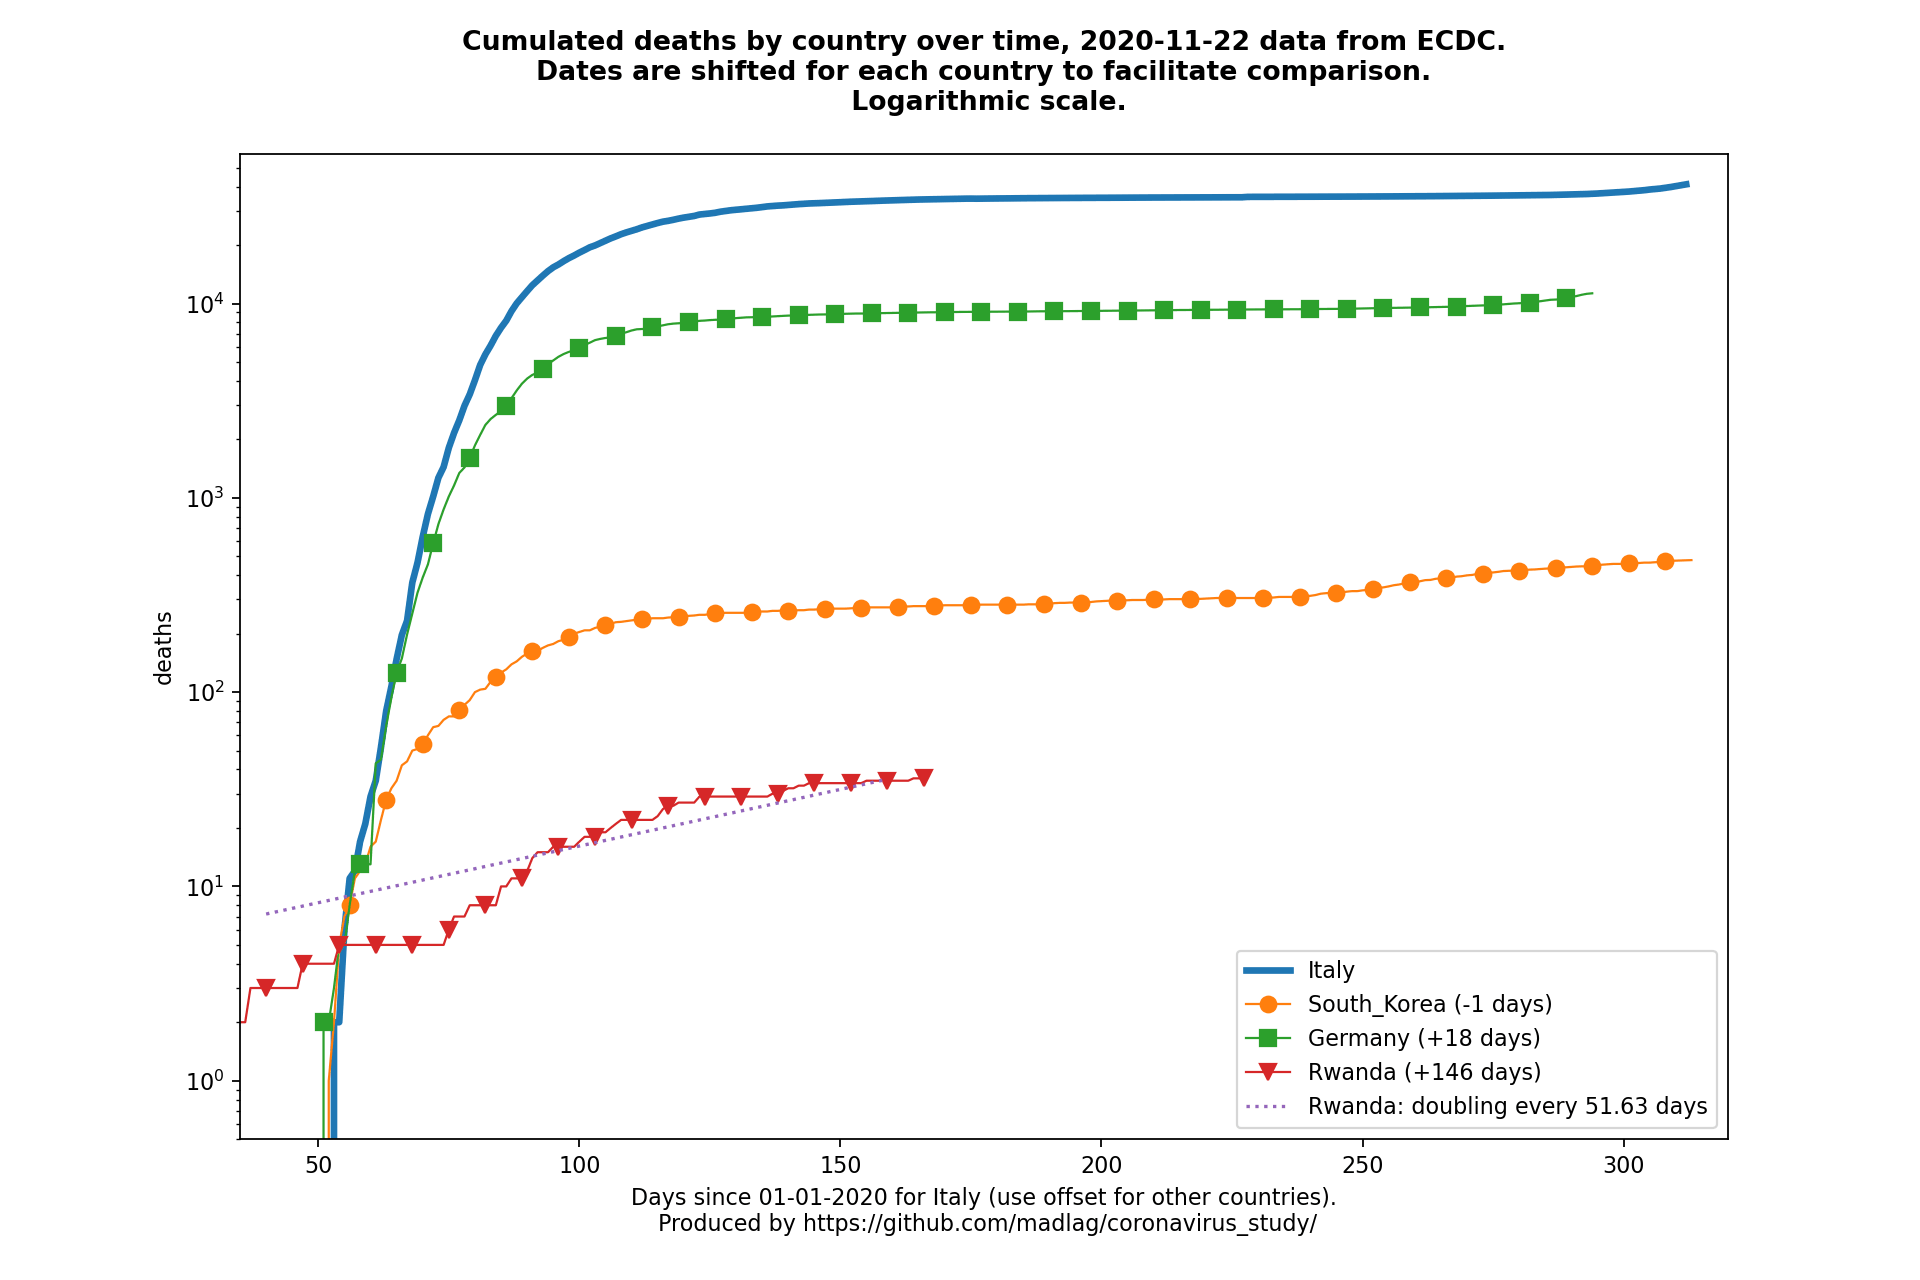 Cumulated deaths by country over time, 2020-11-22 data from ECDC.
Dates are shifted for each country to facilitate comparison.
Logarithmic scale.
10^4
10^3
10^2
10^1
10^0
deaths
Italy
South_Korea (-1 days)
Germany (+18 days)
Rwanda (+146 days)
Rwanda: doubling every 51.63 days
50 100 150 200 250 300
Days since 01-01-2020 for Italy (use offset for other countries).
Produced by https://github.com/madlag/coronavirus_study/